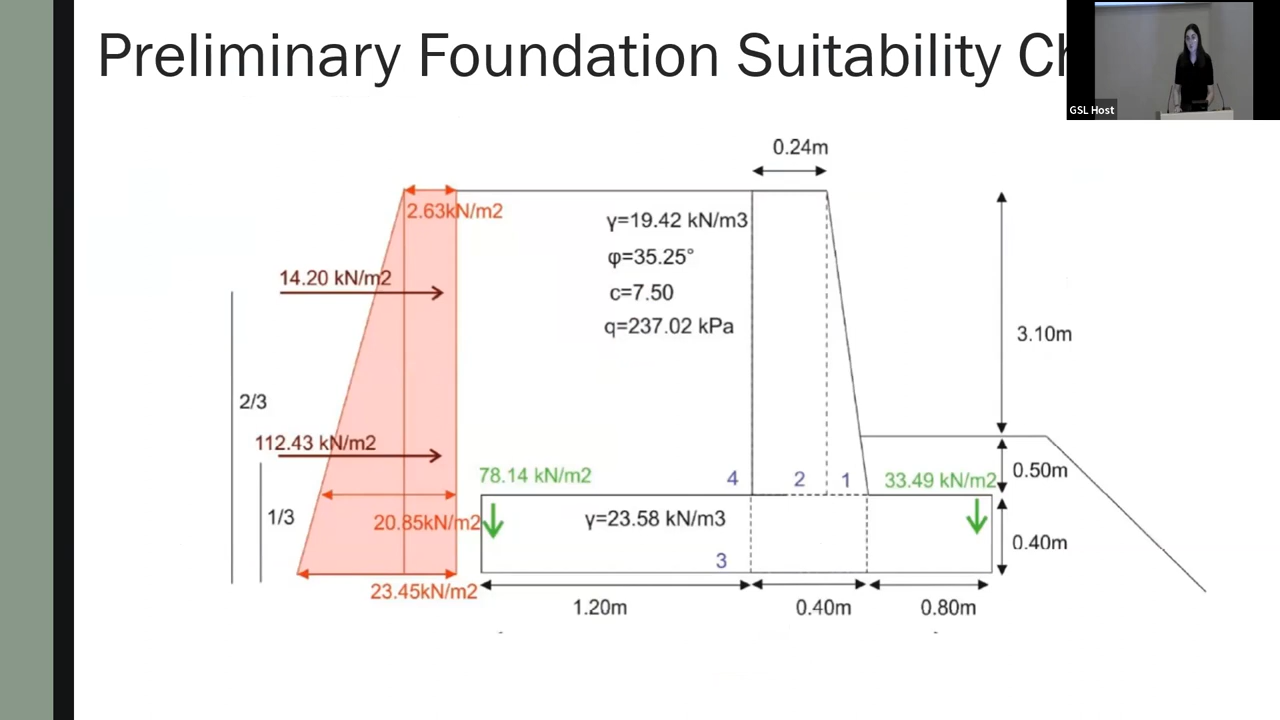 Preliminary Foundation Suitability Ch
GSL Host
0.24m
2.63kN/m2
γ=19.42 kN/m3
φ=35.25°
c=7.50
q=237.02 kPa
14.20 kN/m2
3.10m
2/3
112.43 kN/m2
78.14 kN/m2
4
2
1
33.49 kN/m2
0.50m
1/3
20.85kN/m2
γ=23.58 kN/m3
0.40m
3
23.45kN/m2
1.20m
0.40m
0.80m